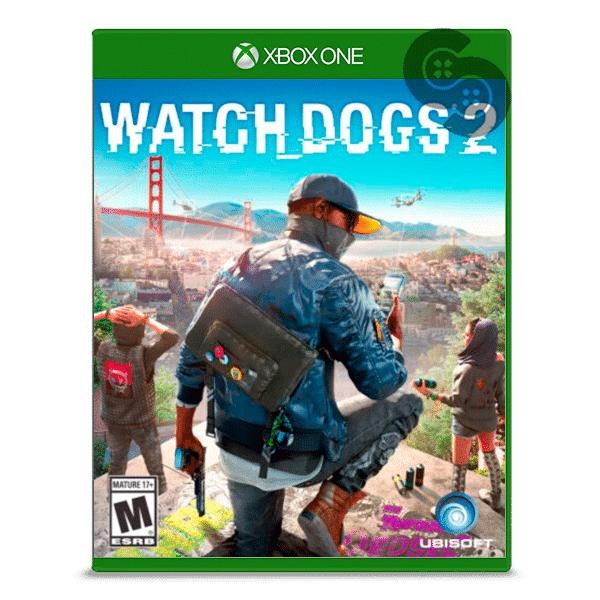 XBOX ONE
WATCH_DOGS 2
MATURE 17+
M
ESRB
UBISOFT